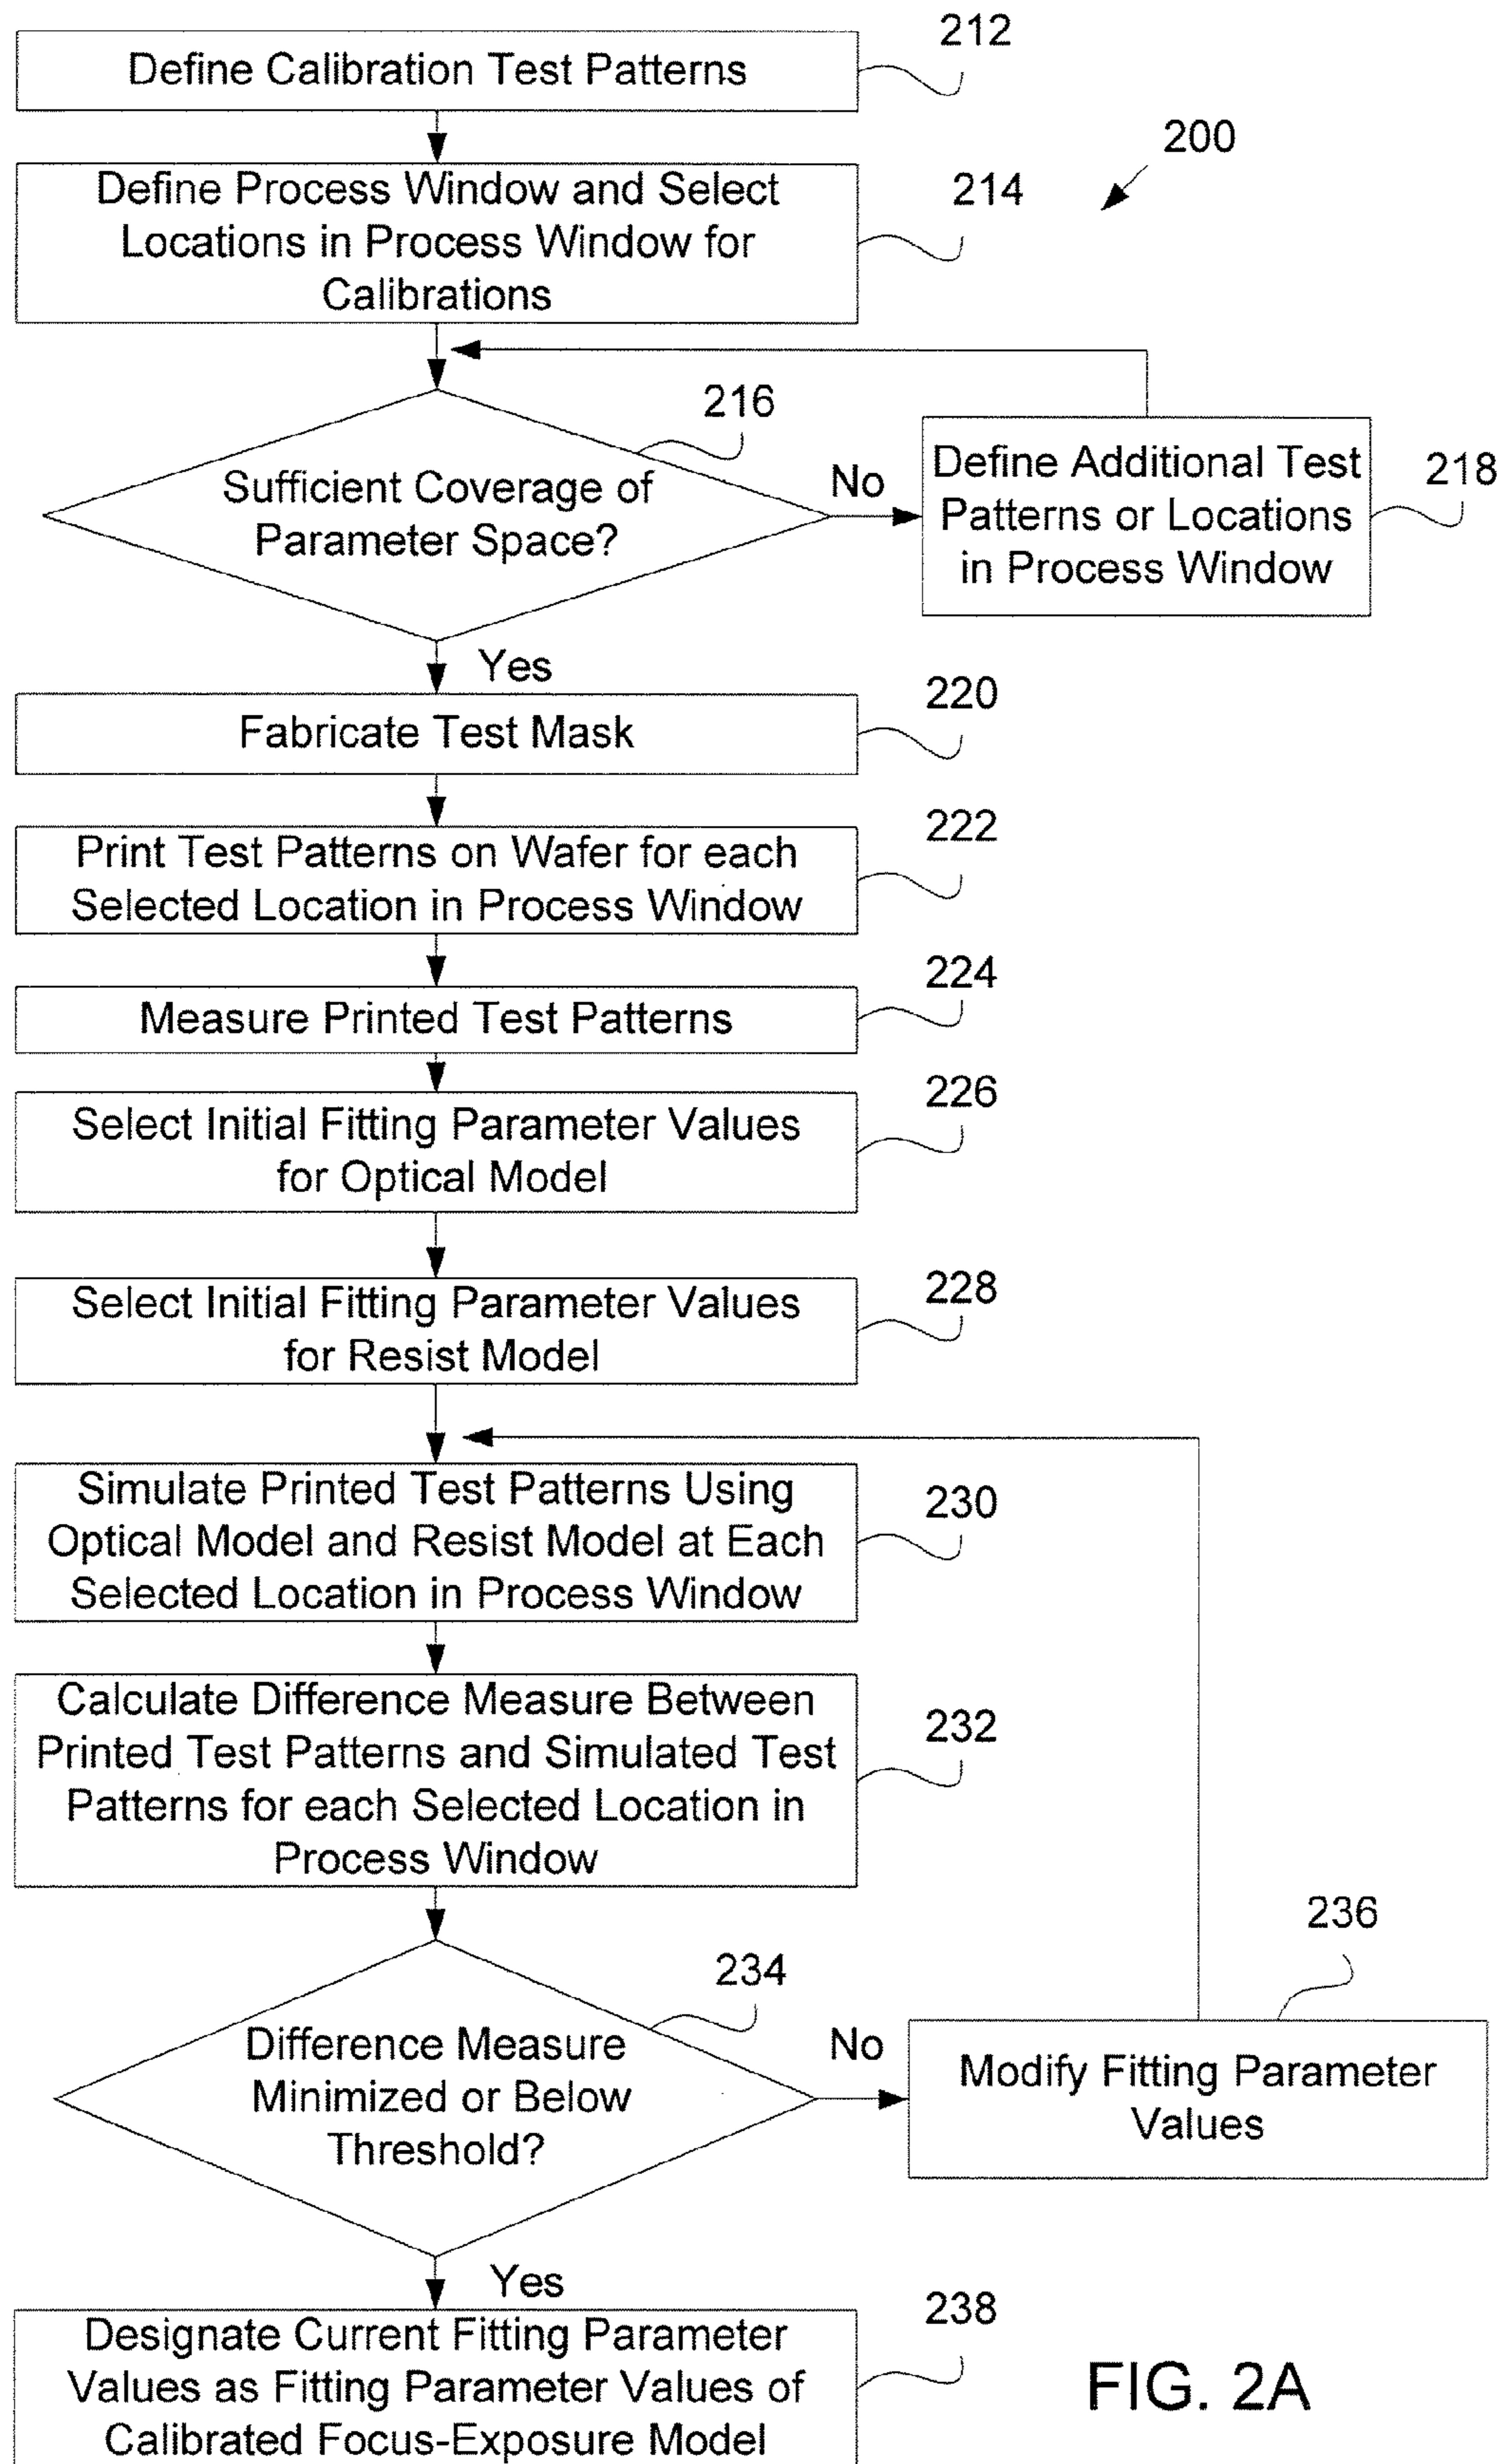 212
Define Calibration Test Patterns
200
Define Process Window and Select
Locations in Process Window for
Calibrations
214
216
Sufficient Coverage of
Parameter Space?
No
Define Additional Test
Patterns or Locations
in Process Window
218
Yes
220
Fabricate Test Mask
222
Print Test Patterns on Wafer for each
Selected Location in Process Window
224
Measure Printed Test Patterns
226
Select Initial Fitting Parameter Values
for Optical Model
228
Select Initial Fitting Parameter Values
for Resist Model
Simulate Printed Test Patterns Using
Optical Model and Resist Model at Each
Selected Location in Process Window
230
Calculate Difference Measure Between
Printed Test Patterns and Simulated Test
Patterns for each Selected Location in
Process Window
232
234
Difference Measure
Minimized or Below
Threshold?
No
236
Modify Fitting Parameter
Values
Yes
238
Designate Current Fitting Parameter
Values as Fitting Parameter Values of
Calibrated Focus-Exposure Model
FIG. 2A